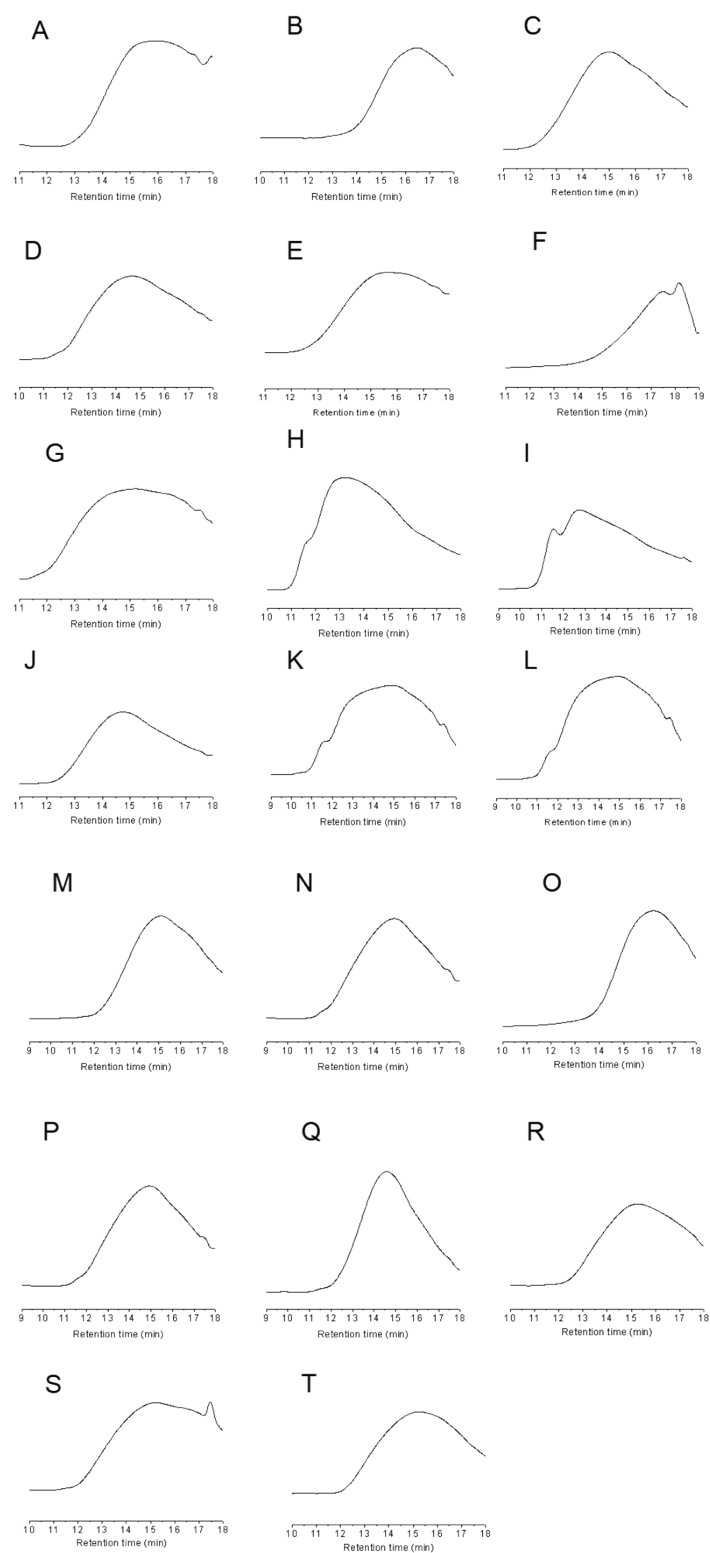 A B C
11 12 13 14 15 16 17 18
Retention time (min)
10 11 12 13 14 15 16 17 18
Retention time (min)
11 12 13 14 15 16 17 18
Retention time (min)
D E F
10 11 12 13 14 15 16 17 18
Retention time (min)
11 12 13 14 15 16 17 18
Retention time (min)
11 12 13 14 15 16 17 18 19
Retention time (min)
G H I
11 12 13 14 15 16 17 18
Retention time (min)
10 11 12 13 14 15 16 17 18
Retention time (min)
9 10 11 12 13 14 15 16 17 18
Retention time (min)
J K L
11 12 13 14 15 16 17 18
Retention time (min)
9 10 11 12 13 14 15 16 17 18
Retention time (min)
9 10 11 12 13 14 15 16 17 18
Retention time (min)
M N O
9 10 11 12 13 14 15 16 17 18
Retention time (min)
9 10 11 12 13 14 15 16 17 18
Retention time (min)
10 11 12 13 14 15 16 17 18
Retention time (min)
P Q R
9 10 11 12 13 14 15 16 17 18
Retention time (min)
9 10 11 12 13 14 15 16 17 18
Retention time (min)
10 11 12 13 14 15 16 17 18
Retention time (min)
S T
10 11 12 13 14 15 16 17 18
Retention time (min)
10 11 12 13 14 15 16 17 18
Retention time (min)